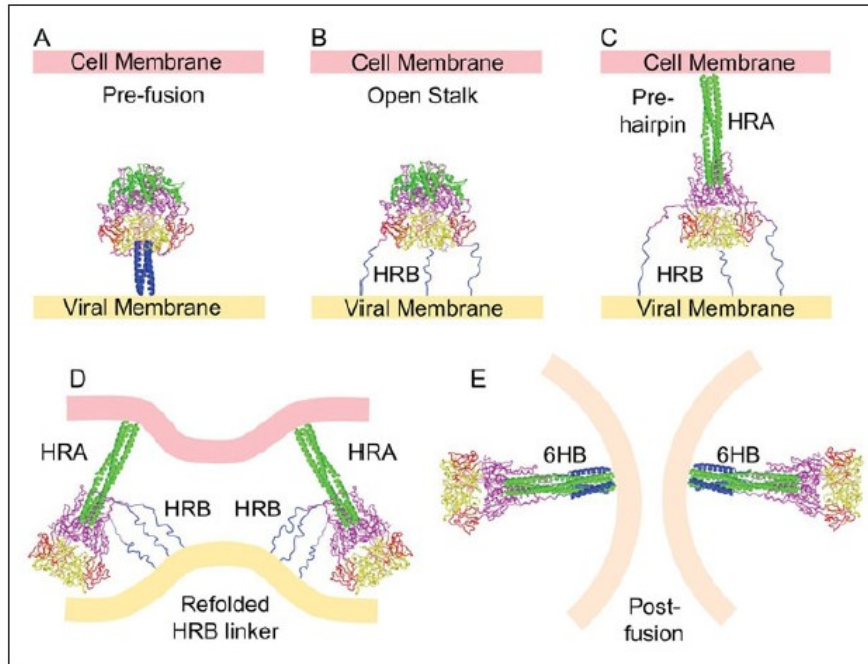 A
Cell Membrane
Pre-fusion
Viral Membrane
B
Cell Membrane
Open Stalk
HRB
Viral Membrane
C
Cell Membrane
Pre-
hairpin
HRA
HRB
Viral Membrane
D
HRA
HRA
HRB
HRB
Refolded
HRB linker
E
6HB
6HB
Post-
fusion